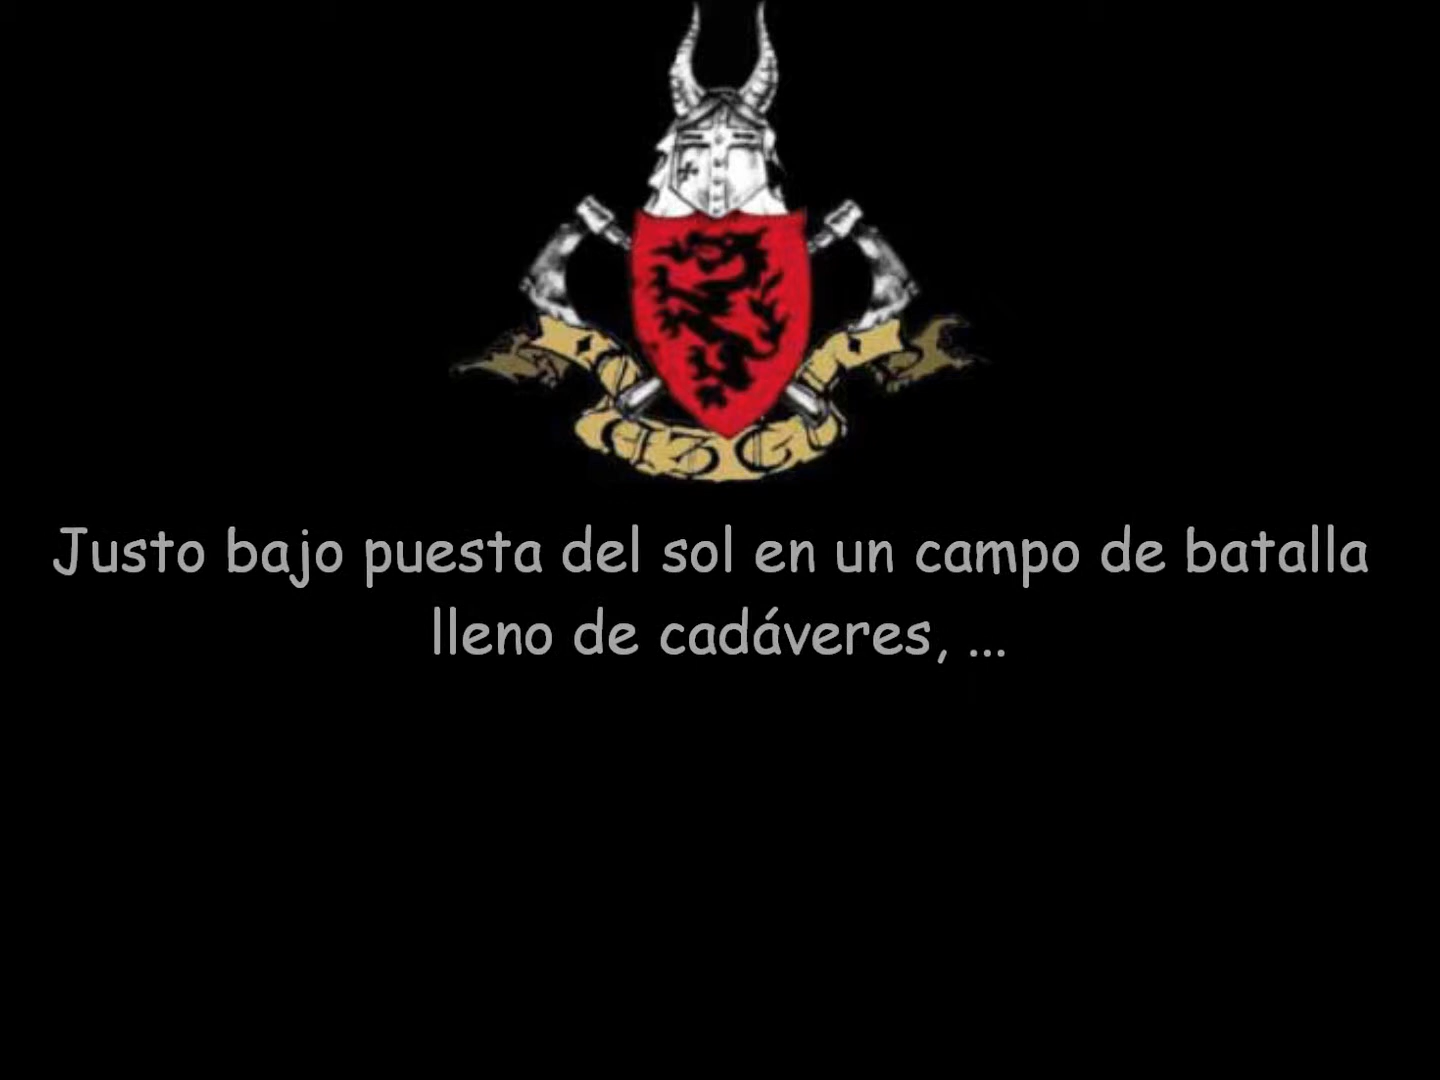 Justo bajo puesta del sol en un campo de batalla
lleno de cadáveres, ...